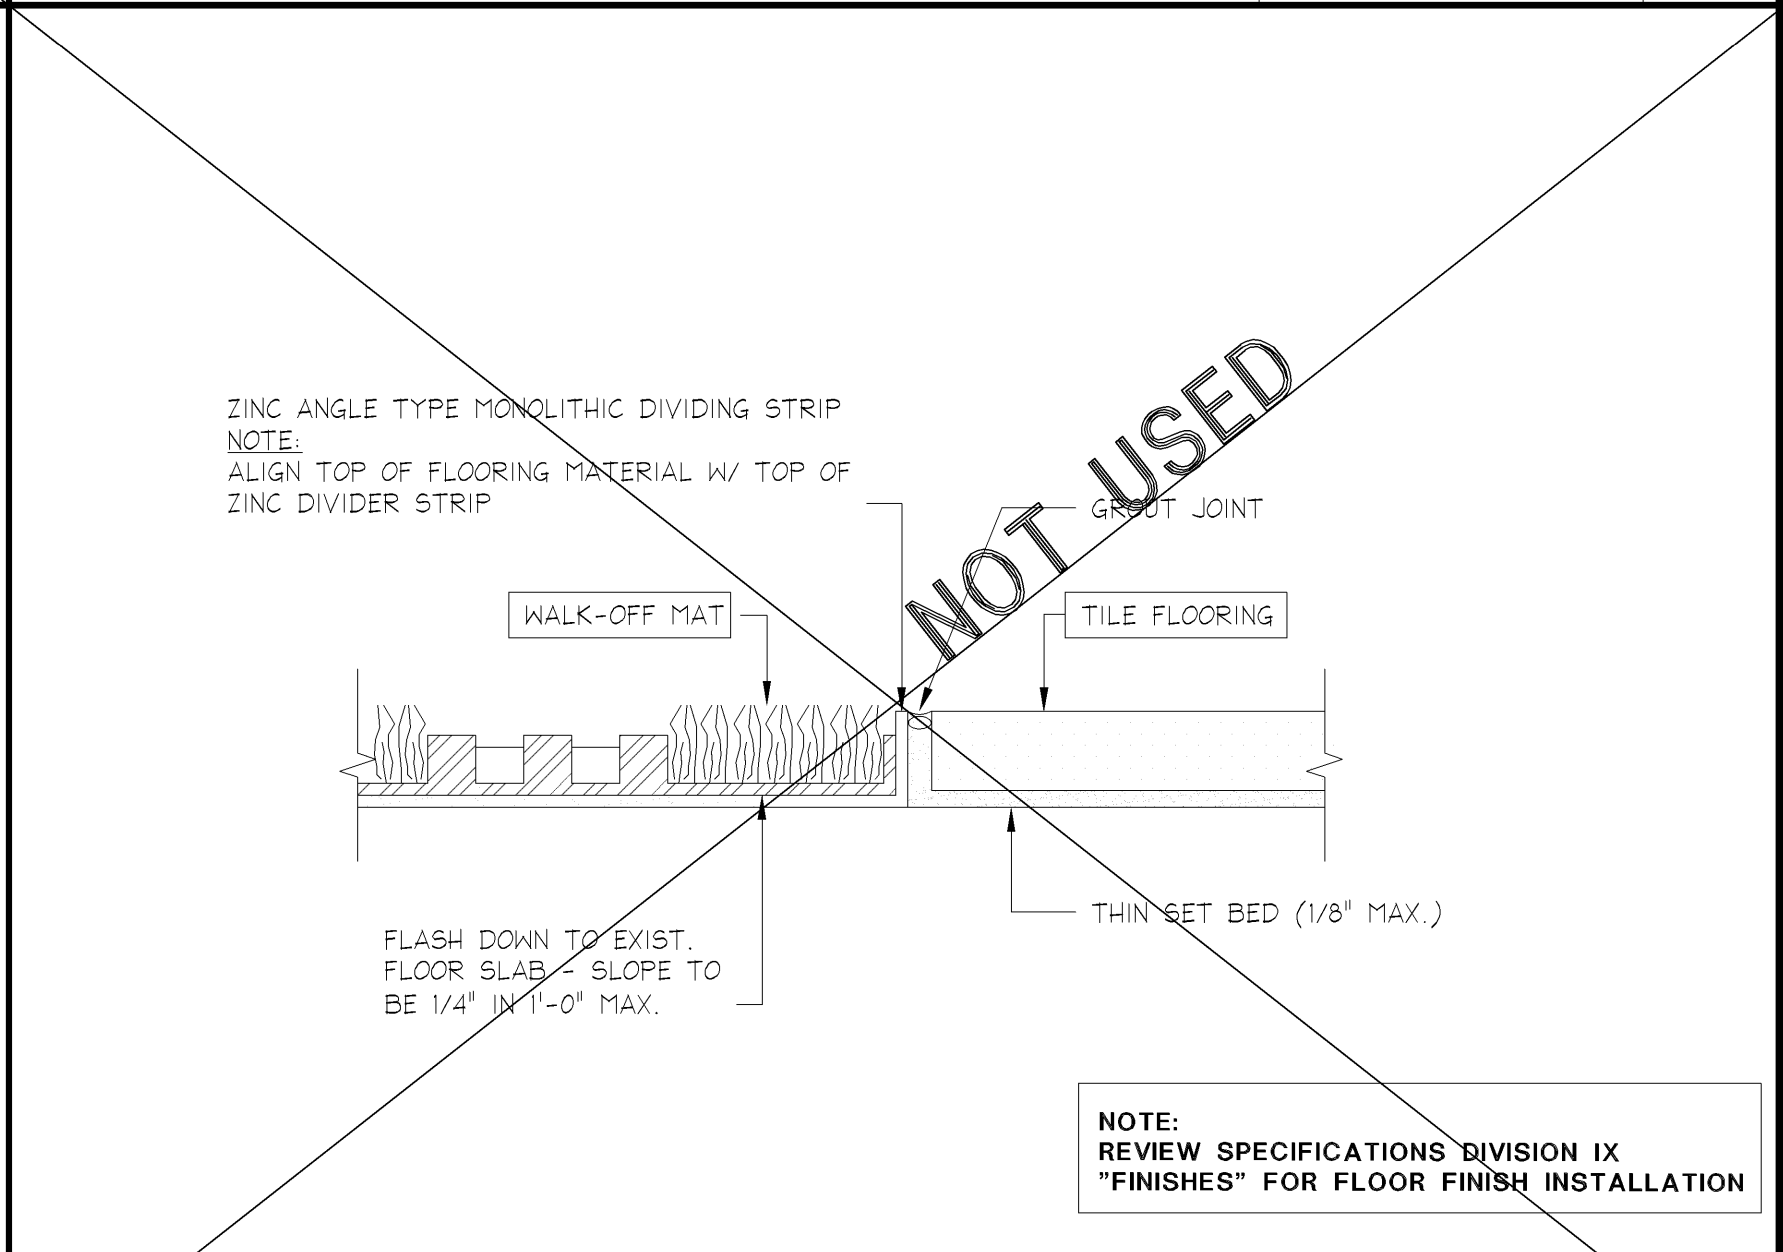 ZINC ANGLE TYPE MONOLITHIC DIVIDING STRIP
NOTE:
ALIGN TOP OF FLOORING MATERIAL W/ TOP OF
ZINC DIVIDER STRIP
NOT USED
GROUT JOINT
WALK-OFF MAT
TILE FLOORING
THIN SET BED (1/8" MAX.)
FLASH DOWN TO EXIST.
FLOOR SLAB - SLOPE TO
BE 1/4" IN 1'-0" MAX.
NOTE:
REVIEW SPECIFICATIONS DIVISION IX
"FINISHES" FOR FLOOR FINISH INSTALLATION